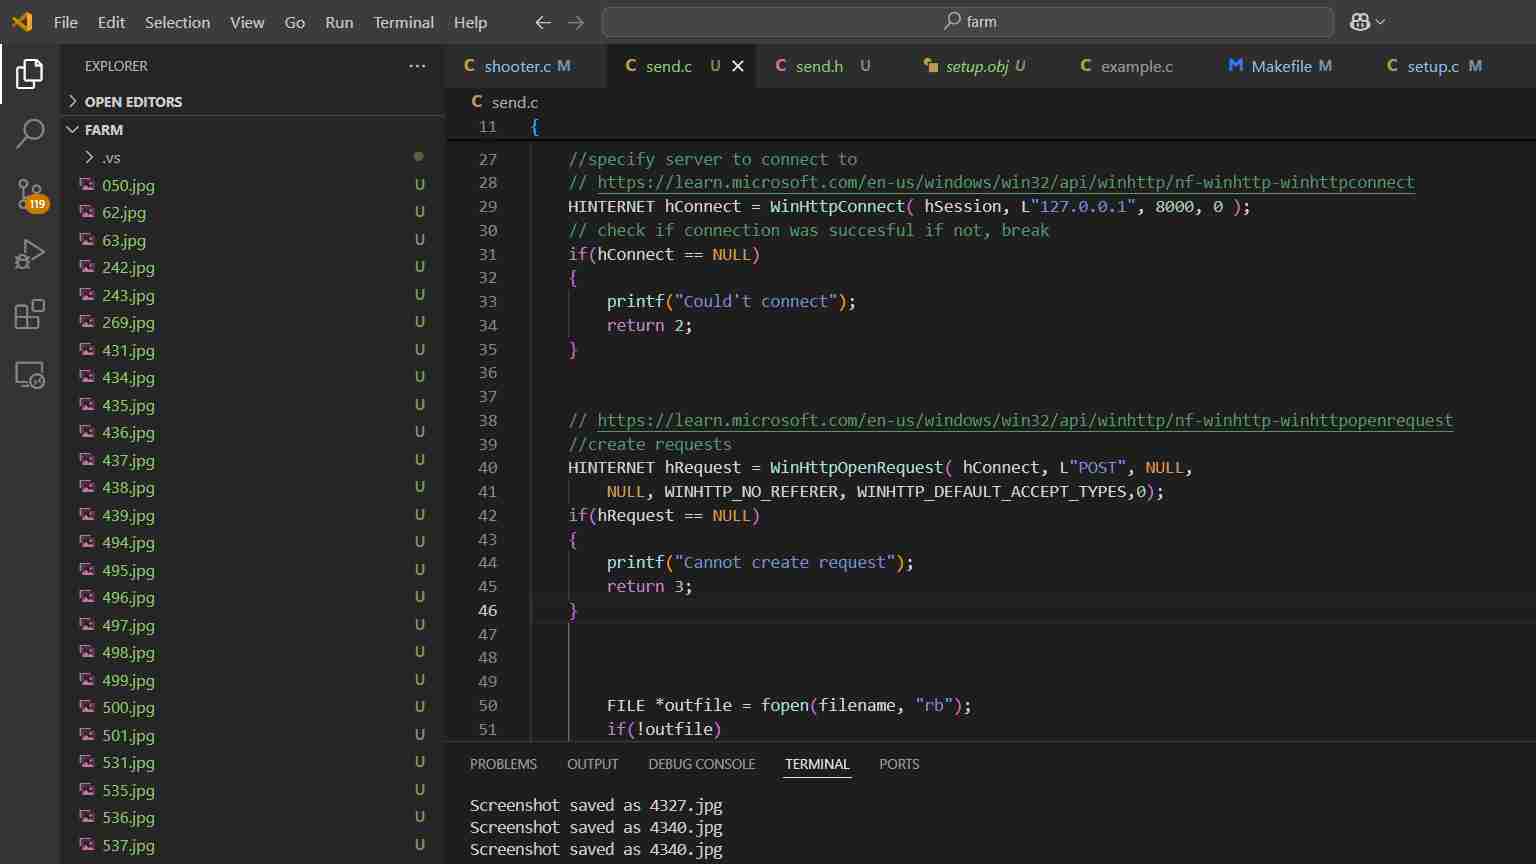 File Edit Selection View Go Run Terminal Help
farm
EXPLORER
OPEN EDITORS
FARM
.vs
050.jpg U
62.jpg U
63.jpg U
242.jpg U
243.jpg U
269.jpg U
431.jpg U
434.jpg U
435.jpg U
436.jpg U
437.jpg U
438.jpg U
439.jpg U
494.jpg U
495.jpg U
496.jpg U
497.jpg U
498.jpg U
499.jpg U
500.jpg U
501.jpg U
531.jpg U
535.jpg U
536.jpg U
537.jpg U
119
C shooter.c M C send.c U C send.h U setup.obj U C example.c M Makefile M C setup.c M
C send.c
11 {
27 //specify server to connect to
28 // https://learn.microsoft.com/en-us/windows/win32/api/winhttp/nf-winhttp-winhttpconnect
29 HINTERNET hConnect = WinHttpConnect( hSession, L"127.0.0.1", 8000, 0 );
30 // check if connection was succesful if not, break
31 if(hConnect == NULL)
32 {
33 printf("Could't connect");
34 return 2;
35 }
36
37
38 // https://learn.microsoft.com/en-us/windows/win32/api/winhttp/nf-winhttp-winhttpopenrequest
39 //create requests
40 HINTERNET hRequest = WinHttpOpenRequest( hConnect, L"POST", NULL,
41 NULL, WINHTTP_NO_REFERER, WINHTTP_DEFAULT_ACCEPT_TYPES,0);
42 if(hRequest == NULL)
43 {
44 printf("Cannot create request");
45 return 3;
46 }
47
48
49
50 FILE *outfile = fopen(filename, "rb");
51 if(!outfile)
PROBLEMS OUTPUT DEBUG CONSOLE TERMINAL PORTS
Screenshot saved as 4327.jpg
Screenshot saved as 4340.jpg
Screenshot saved as 4340.jpg